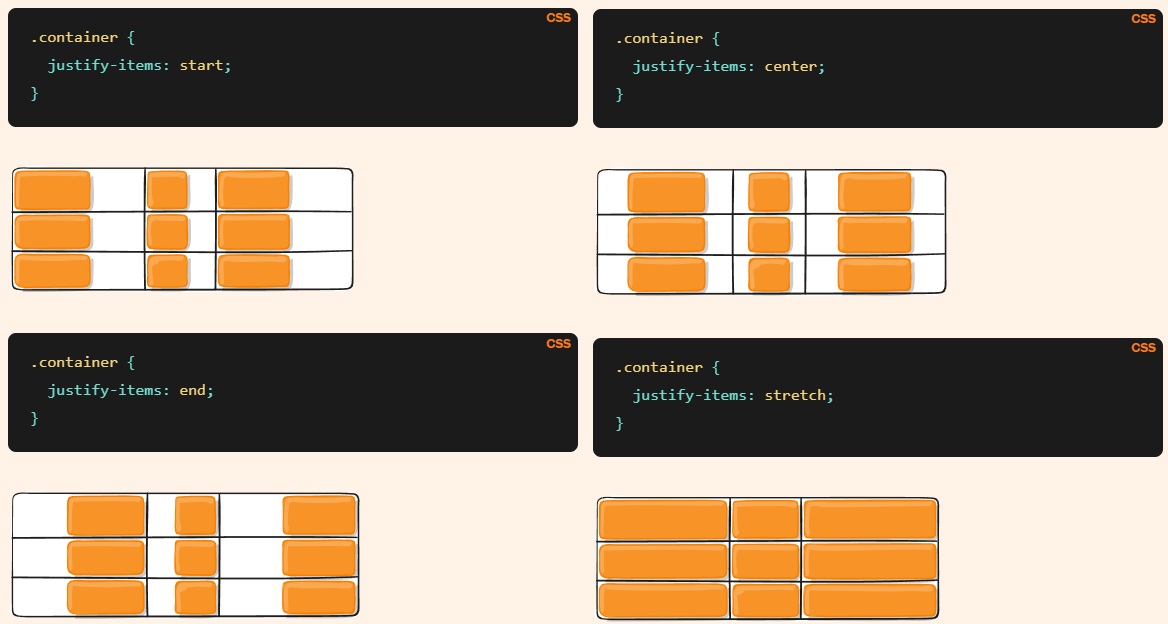 CSS
.container {
  justify-items: start;
}
CSS
.container {
  justify-items: center;
}
CSS
.container {
  justify-items: end;
}
CSS
.container {
  justify-items: stretch;
}